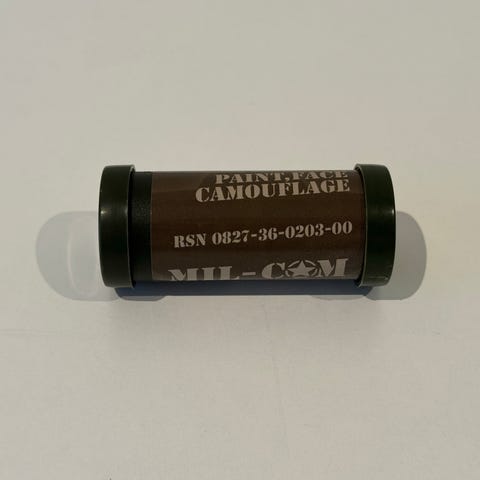 PAINT, FACE
CAMOUFLAGE
RSN 0827-36-0203-00
MIL-COM